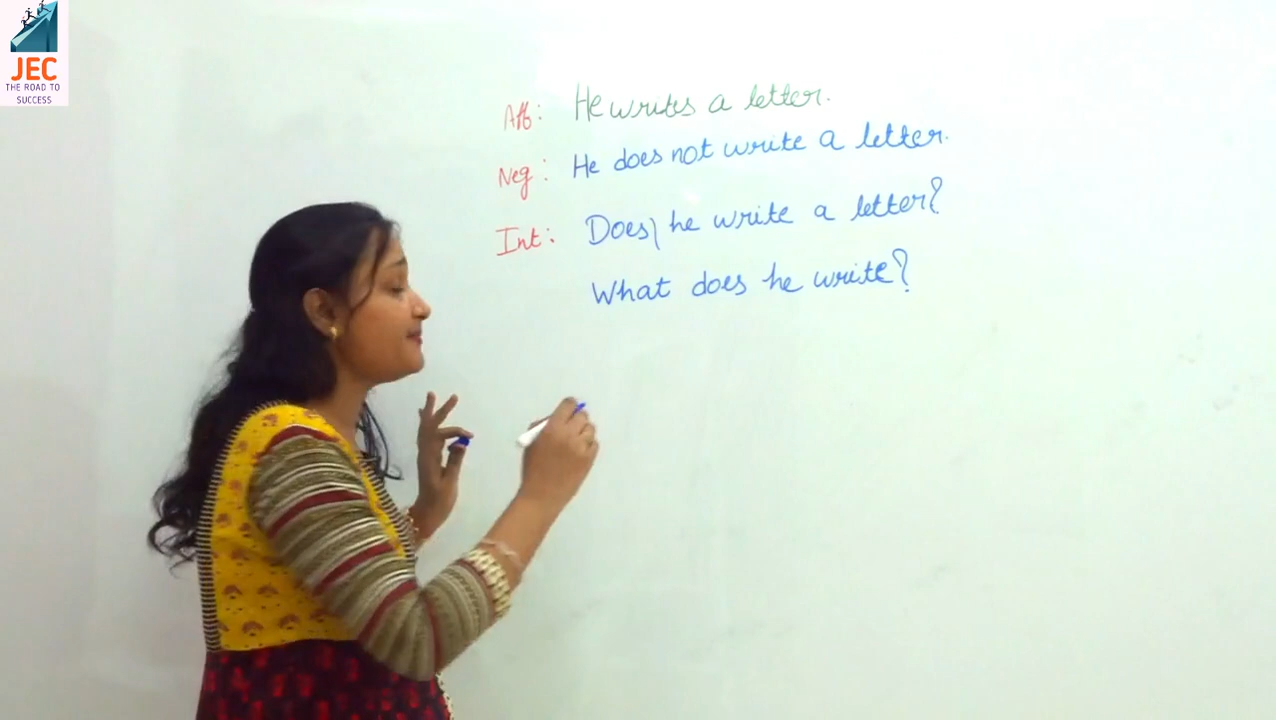 JEC
THE ROAD TO
SUCCESS
Aff: He writes a letter.
Neg: He does not write a letter.
Int: Does he write a letter?
What does he write?